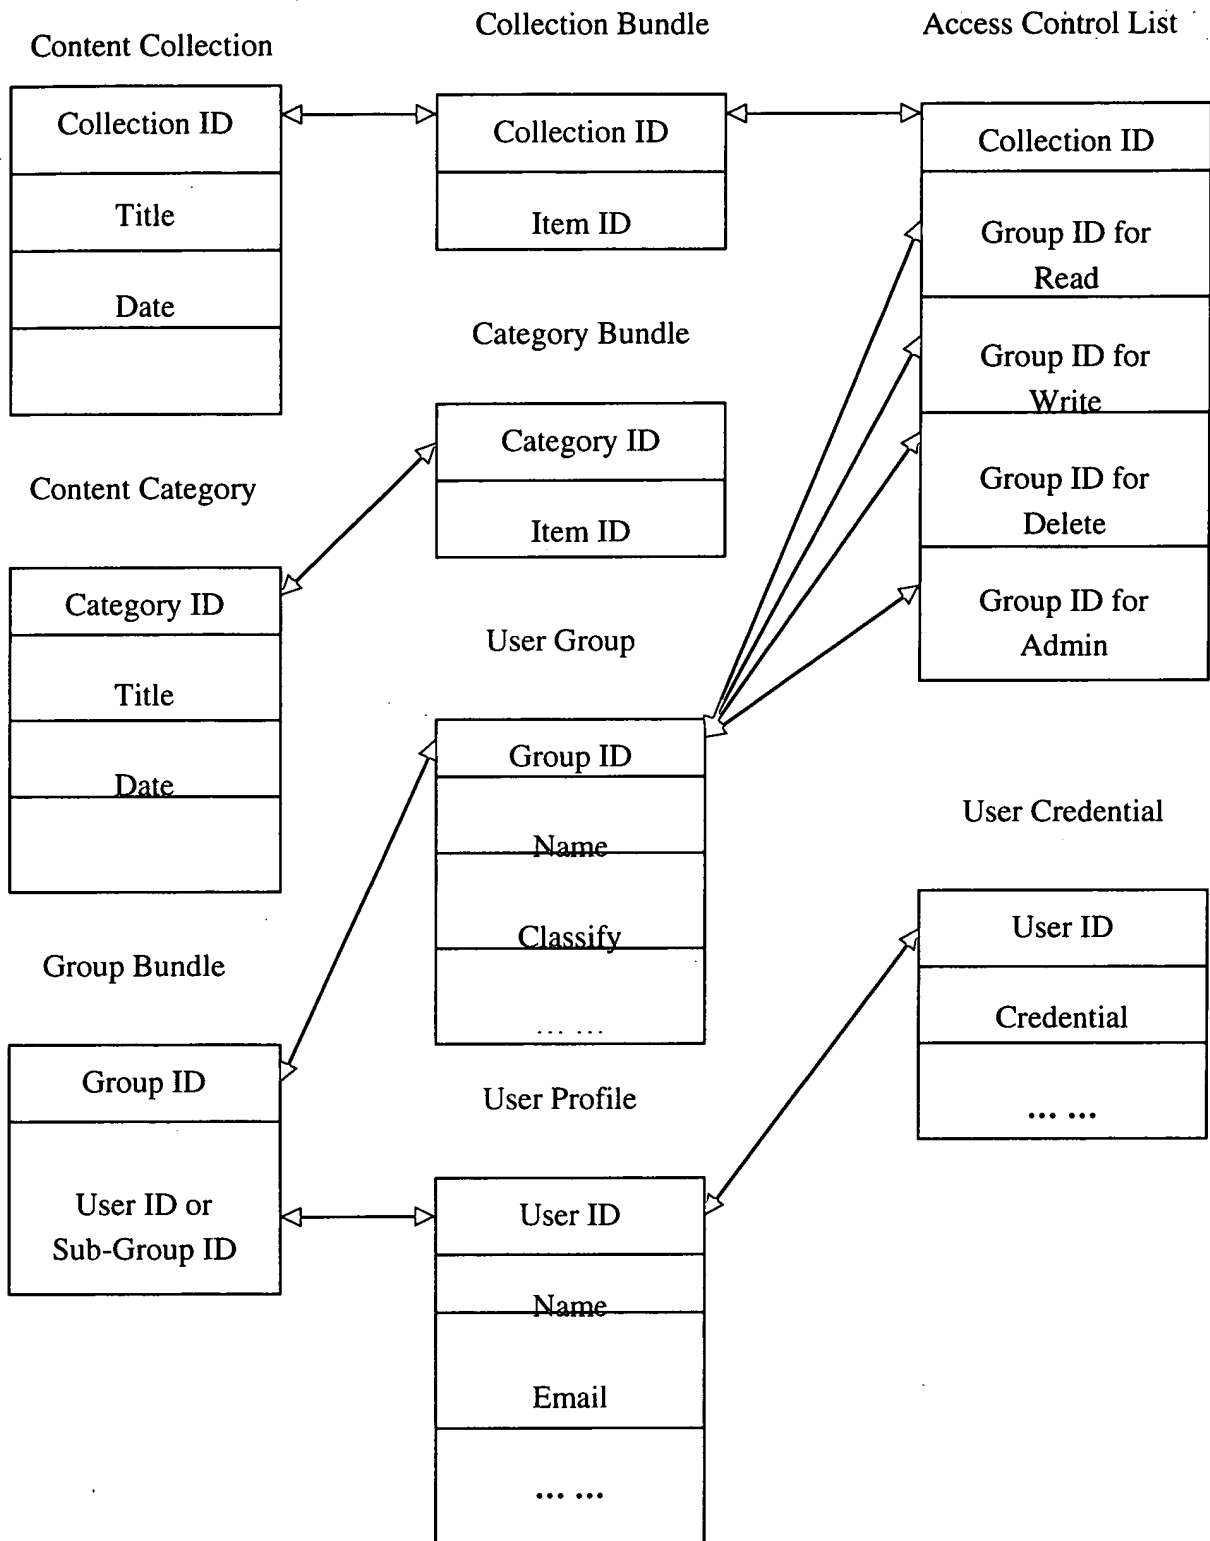 Content Collection
Collection ID
Title
Date
Content Category
Category ID
Title
Date
Group Bundle
Group ID
User ID or
Sub-Group ID
Collection Bundle
Collection ID
Item ID
Category Bundle
Category ID
Item ID
User Group
Group ID
Name
Classify
... ...
User Profile
User ID
Name
Email
... ...
Access Control List
Collection ID
Group ID for
Read
Group ID for
Write
Group ID for
Delete
Group ID for
Admin
User Credential
User ID
Credential
... ...